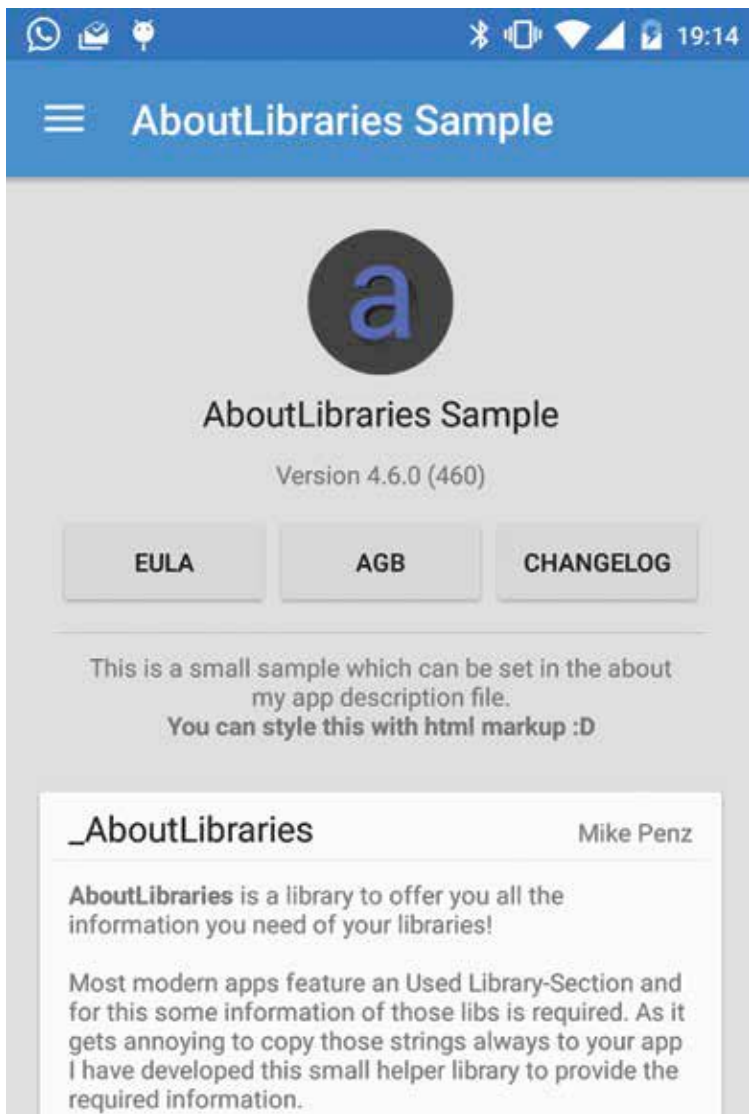 19:14
AboutLibraries Sample
a
AboutLibraries Sample
Version 4.6.0 (460)
EULA AGB CHANGELOG
This is a small sample which can be set in the about
my app description file.
You can style this with html markup :D
_AboutLibraries Mike Penz
AboutLibraries is a library to offer you all the
information you need of your libraries!
Most modern apps feature an Used Library-Section and
for this some information of those libs is required. As it
gets annoying to copy those strings always to your app
I have developed this small helper library to provide the
required information.